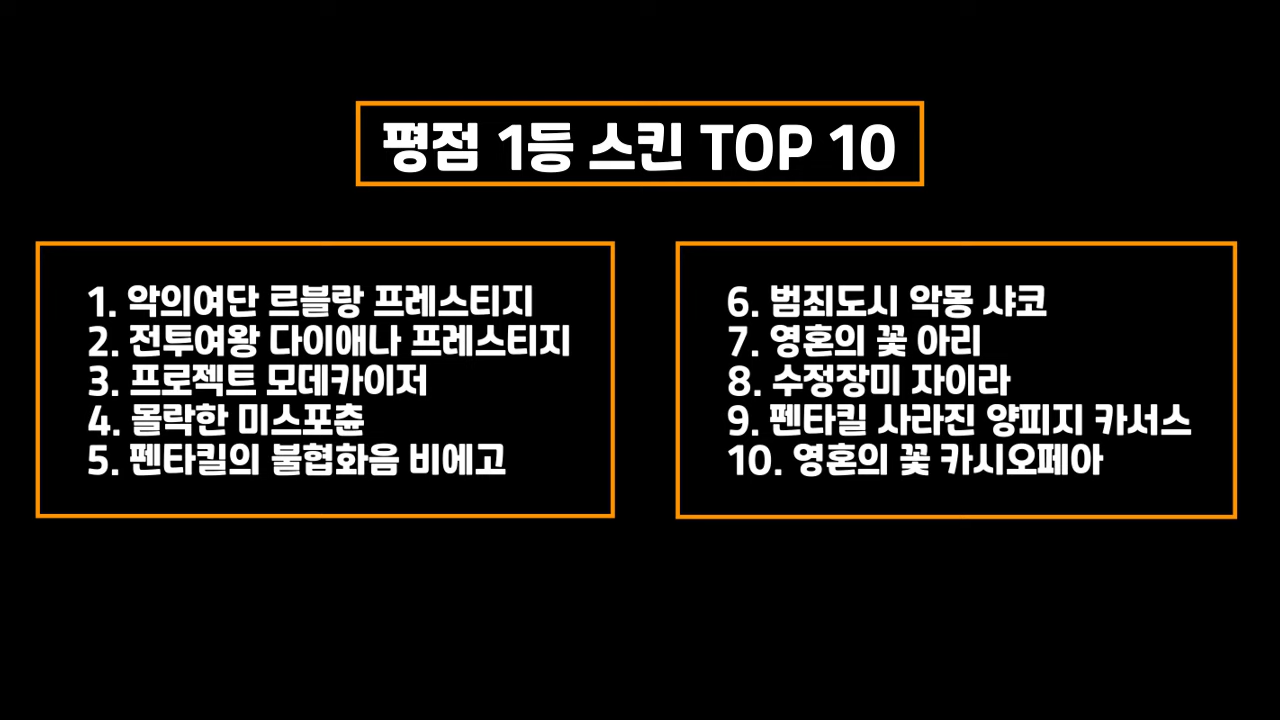 평점 1등 스킨 TOP 10
1. 악의여단 르블랑 프레스티지
2. 전투여왕 다이애나 프레스티지
3. 프로젝트 모데카이저
4. 몰락한 미스포츈
5. 펜타킬의 불협화음 비에고
6. 범죄도시 악몽 샤코
7. 영혼의 꽃 아리
8. 수정장미 자이라
9. 펜타킬 사라진 양피지 카서스
10. 영혼의 꽃 카시오페아